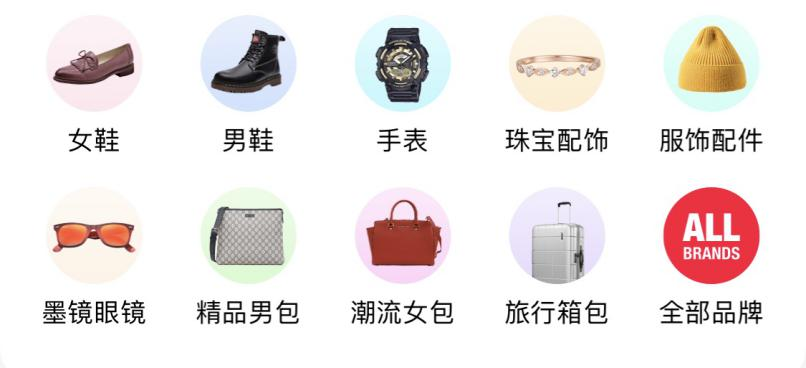 女鞋
男鞋
手表
珠宝配饰
服饰配件
ALL
BRANDS
墨镜眼镜
精品男包
潮流女包
旅行箱包
全部品牌